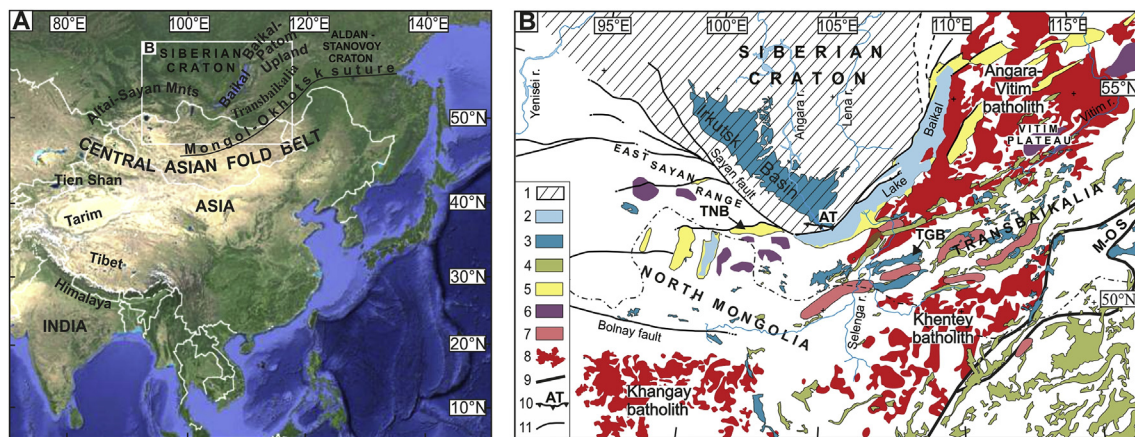 A
80°E
100°E
120°E
140°E
B
SIBERIAN
CRATON
Baikal-
Patom
Upland
ALDAN-
STANOVOY
CRATON
Altai-Sayan Mnts
Baikal
Transbaikalia
Mongol-Okhotsk suture
50°N
CENTRAL ASIAN FOLD BELT
Tien Shan
ASIA
40°N
Tarim
Tibet
30°N
Himalaya
INDIA
20°N
10°N
B
95°E
100°E
105°E
110°E
115°E
SIBERIAN
CRATON
Yenisei r.
Angara r.
Lena r.
Baikal
Lake
Angara-
Vitim
batholith
55°N
Vitim r.
VITIM
PLATEAU
Irkutsk
Basin
Sayan fault
EAST SAYAN
RANGE
TNB
AT
TGB
TRANSBAIKALIA
MOS
NORTH MONGOLIA
50°N
Selenga r.
Bolnay fault
Khentey
batholith
Khangay
batholith
1
2
3
4
5
6
7
8
9
AT
10
11